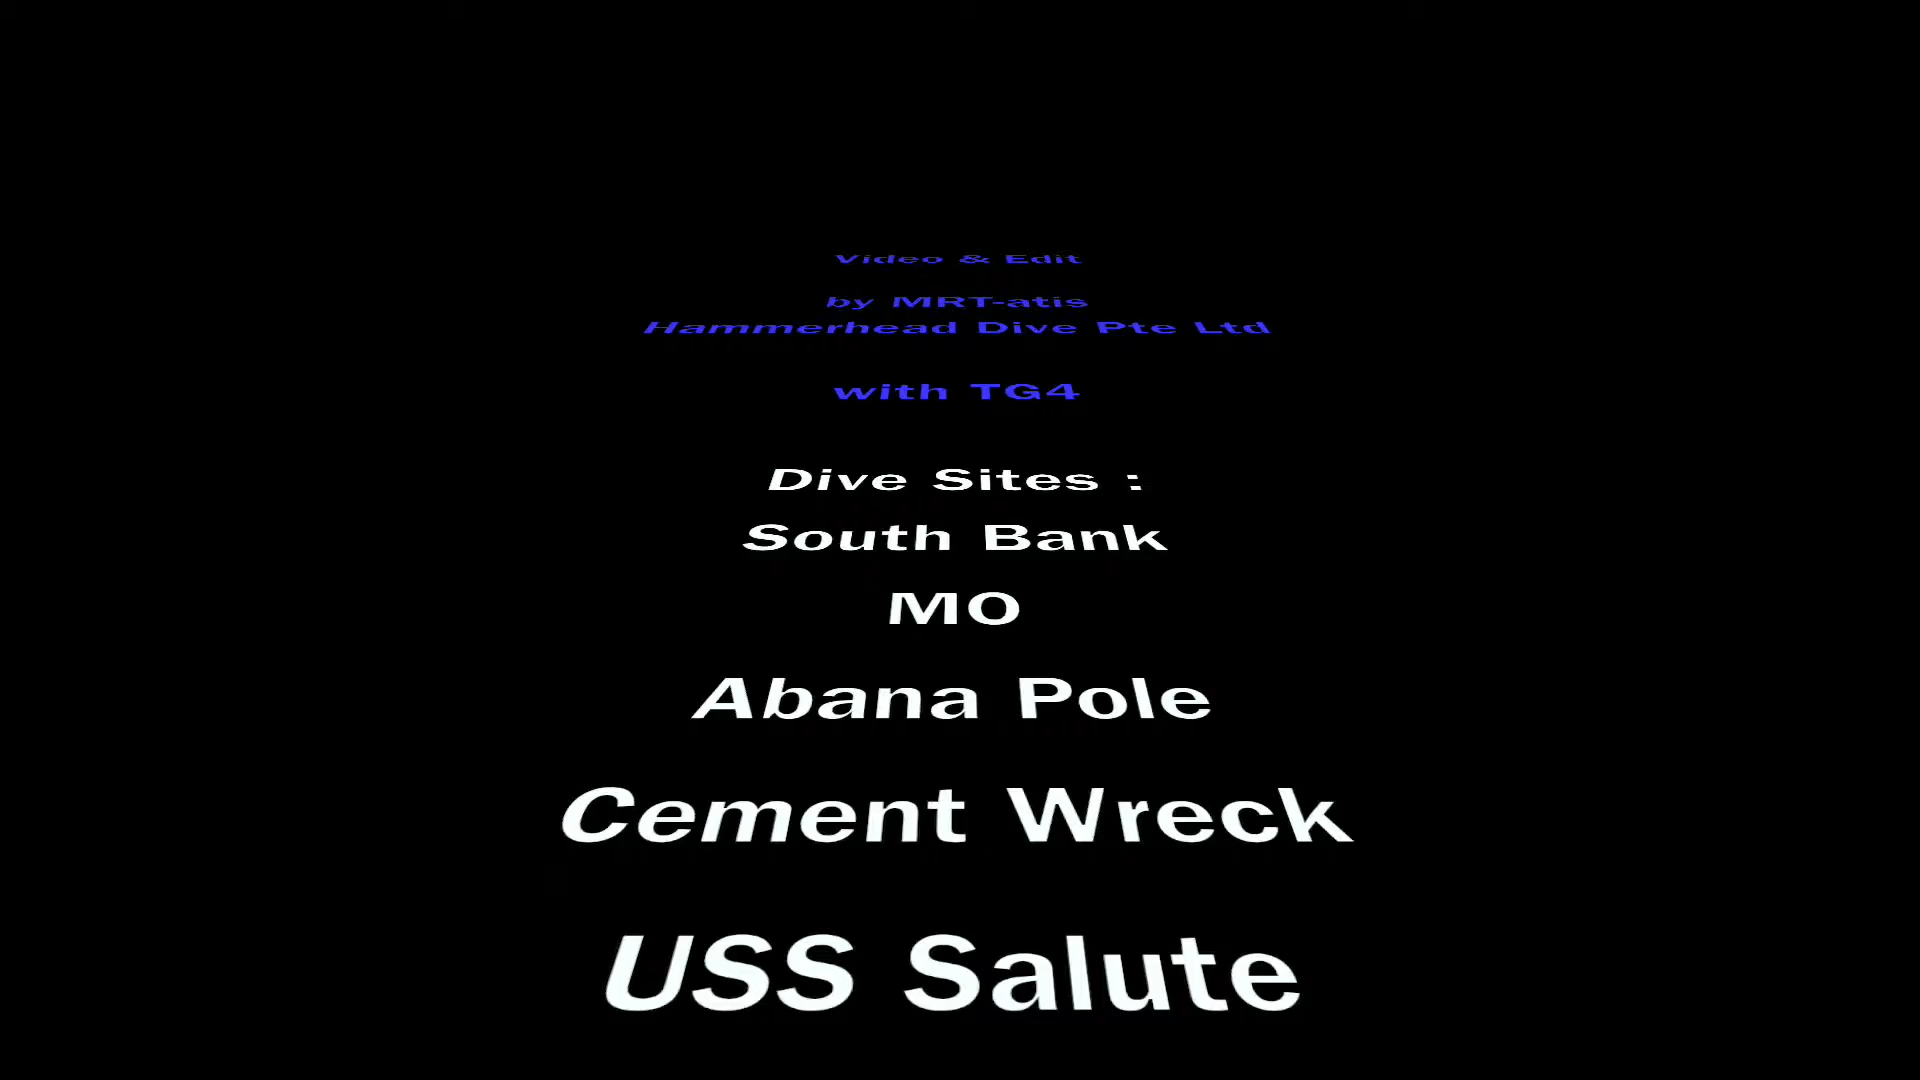 Video & Edit
by MRT-atis
Hammerhead Dive Pte Ltd
with TG4
Dive Sites :
South Bank
MO
Abana Pole
Cement Wreck
USS Salute